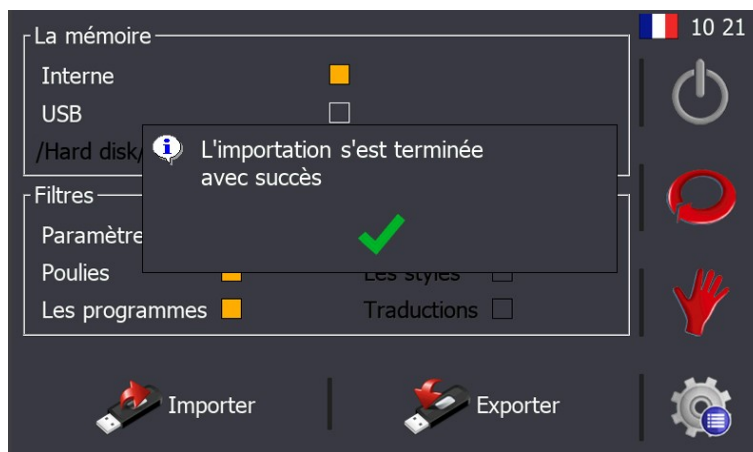 La mémoire
10 21
Interne
USB
/Hard disk/
L'importation s'est terminée
avec succès
Filtres
Paramètre
Poulies
Les styles
Les programmes
Traductions
Importer
Exporter